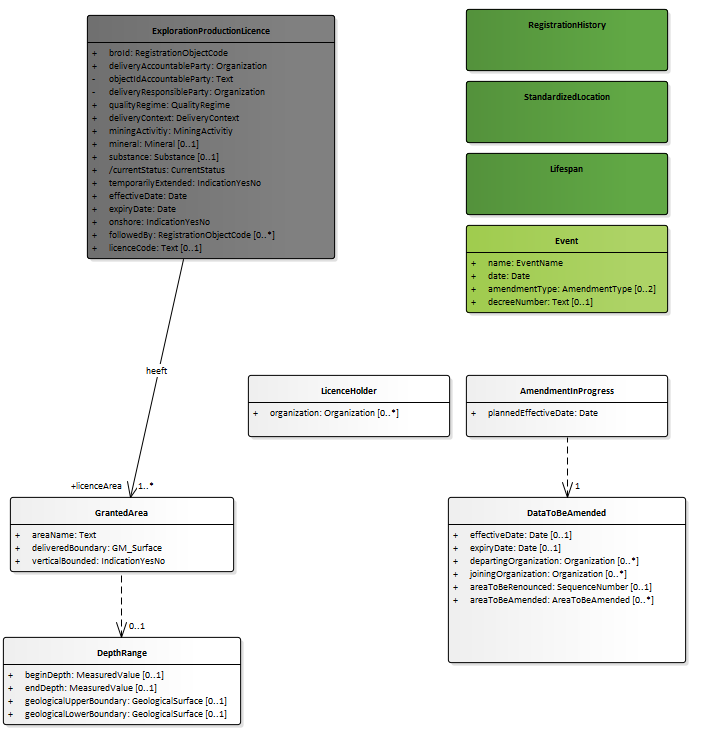 ExplorationProductionLicence
+ broId: RegistrationObjectCode
+ deliveryAccountableParty: Organization
- objectIdAccountableParty: Text
- deliveryResponsibleParty: Organization
+ qualityRegime: QualityRegime
+ deliveryContext: DeliveryContext
+ miningActivitiy: MiningActivitiy
+ mineral: Mineral [0..1]
+ substance: Substance [0..1]
+ /currentStatus: CurrentStatus
+ temporarilyExtended: IndicationYesNo
+ effectiveDate: Date
+ expiryDate: Date
+ onshore: IndicationYesNo
+ followedBy: RegistrationObjectCode [0..*]
+ licenceCode: Text [0..1]
RegistrationHistory
StandardizedLocation
Lifespan
Event
+ name: EventName
+ date: Date
+ amendmentType: AmendmentType [0..2]
+ decreeNumber: Text [0..1]
heeft
LicenceHolder
+ organization: Organization [0..*]
AmendmentInProgress
+ plannedEffectiveDate: Date
+licenceArea 1..*
1
GrantedArea
+ areaName: Text
+ deliveredBoundary: GM_Surface
+ verticalBounded: IndicationYesNo
DataToBeAmended
+ effectiveDate: Date [0..1]
+ expiryDate: Date [0..1]
+ departingOrganization: Organization [0..*]
+ joiningOrganization: Organization [0..*]
+ areaToBeRenounced: SequenceNumber [0..1]
+ areaToBeAmended: AreaToBeAmended [0..*]
0..1
DepthRange
+ beginDepth: MeasuredValue [0..1]
+ endDepth: MeasuredValue [0..1]
+ geologicalUpperBoundary: GeologicalSurface [0..1]
+ geologicalLowerBoundary: GeologicalSurface [0..1]